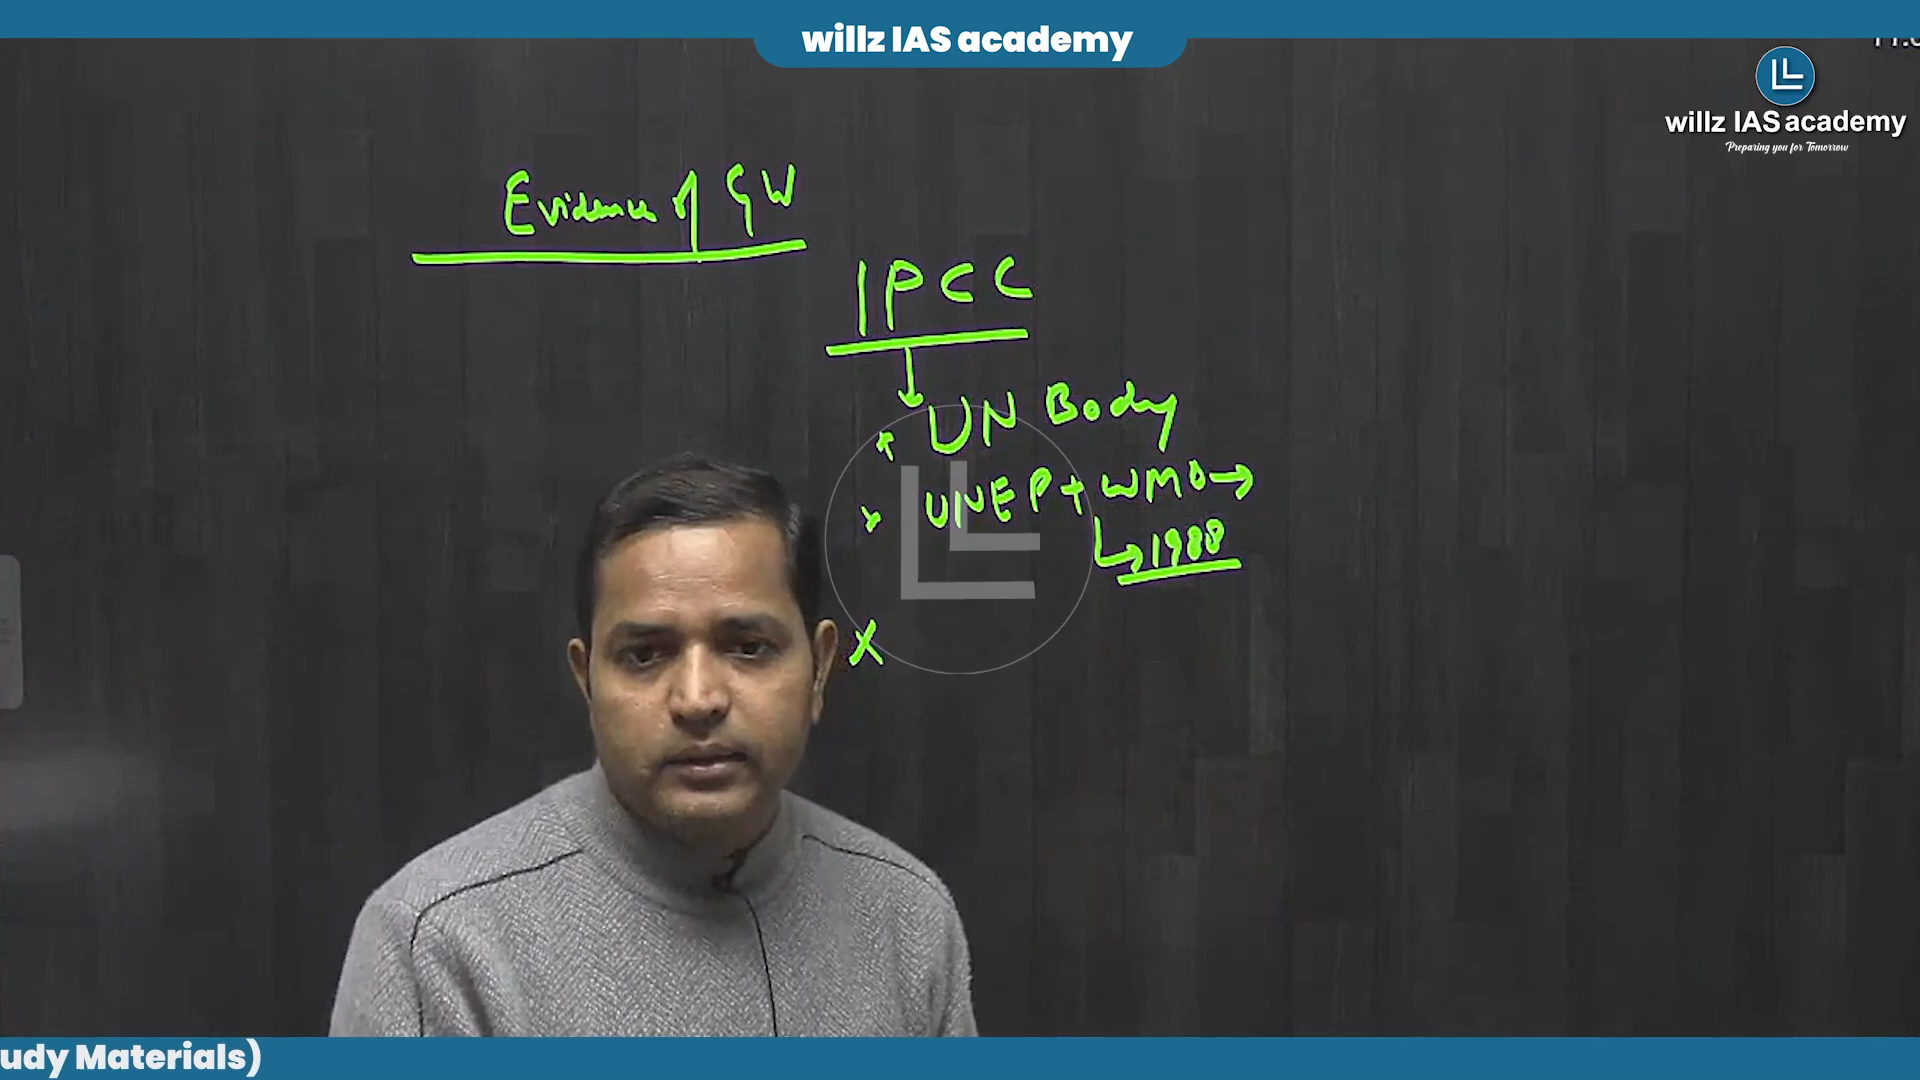 willz IAS academy
willz IAS academy
Preparing you for Tomorrow
Evidence of GW
IPCC
↓
* UN Body
* UNEP + WMO →
↳ 1988
*
udy Materials)